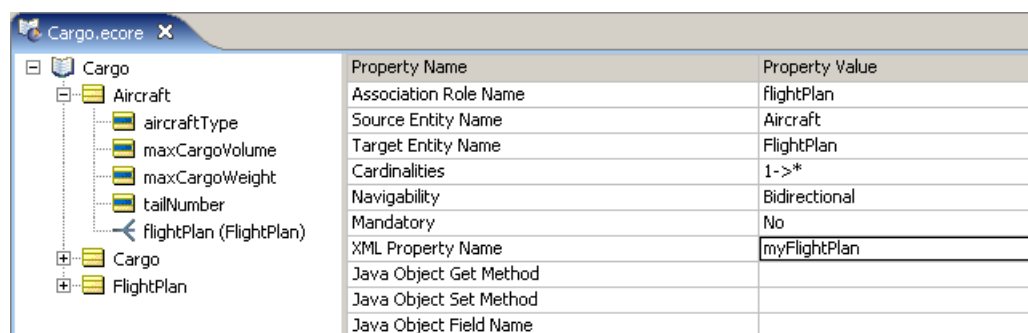 Cargo.ecore X
Cargo
Aircraft
aircraftType
maxCargoVolume
maxCargoWeight
tailNumber
flightPlan (FlightPlan)
Cargo
FlightPlan
Property Name Property Value
Association Role Name flightPlan
Source Entity Name Aircraft
Target Entity Name FlightPlan
Cardinalities 1->*
Navigability Bidirectional
Mandatory No
XML Property Name myFlightPlan
Java Object Get Method
Java Object Set Method
Java Object Field Name